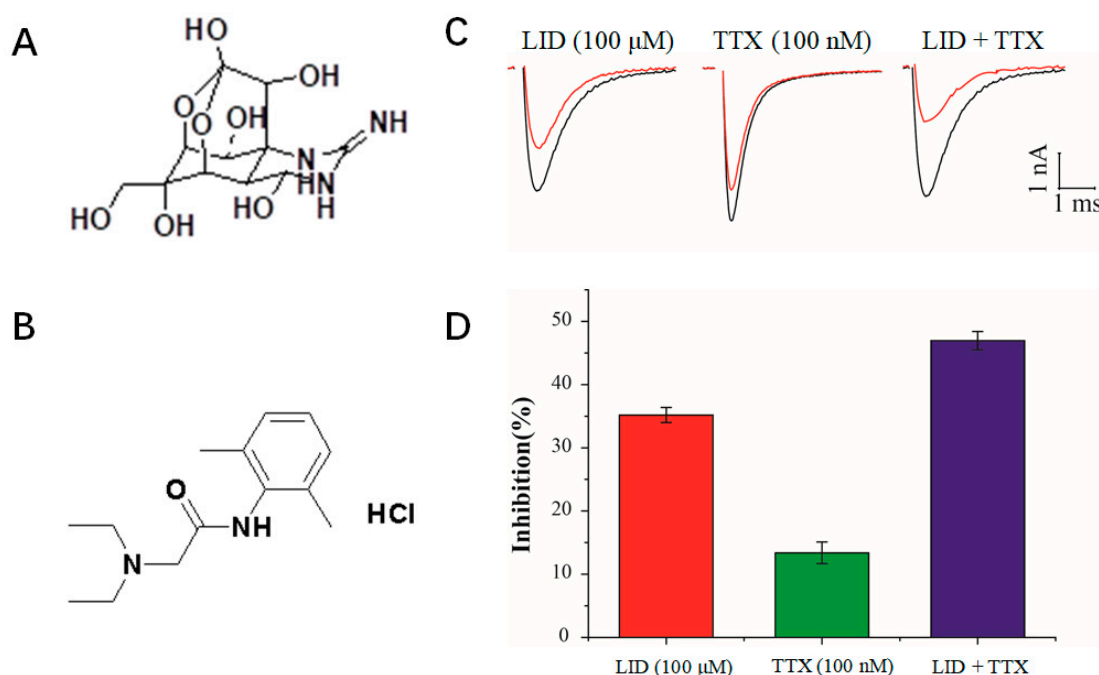 A
HO
OH
O
O
OH
NH
N
H
NH
H
HO
HO
OH
B
O
NH
N
HCl
C
LID (100 μM) TTX (100 nM) LID + TTX
1 nA
1 ms
D
Inhibition(%)
50
40
30
20
10
0
LID (100 μM) TTX (100 nM) LID + TTX